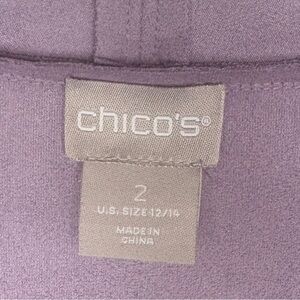 chico's®
2
U.S. SIZE 12/14
MADE IN
CHINA